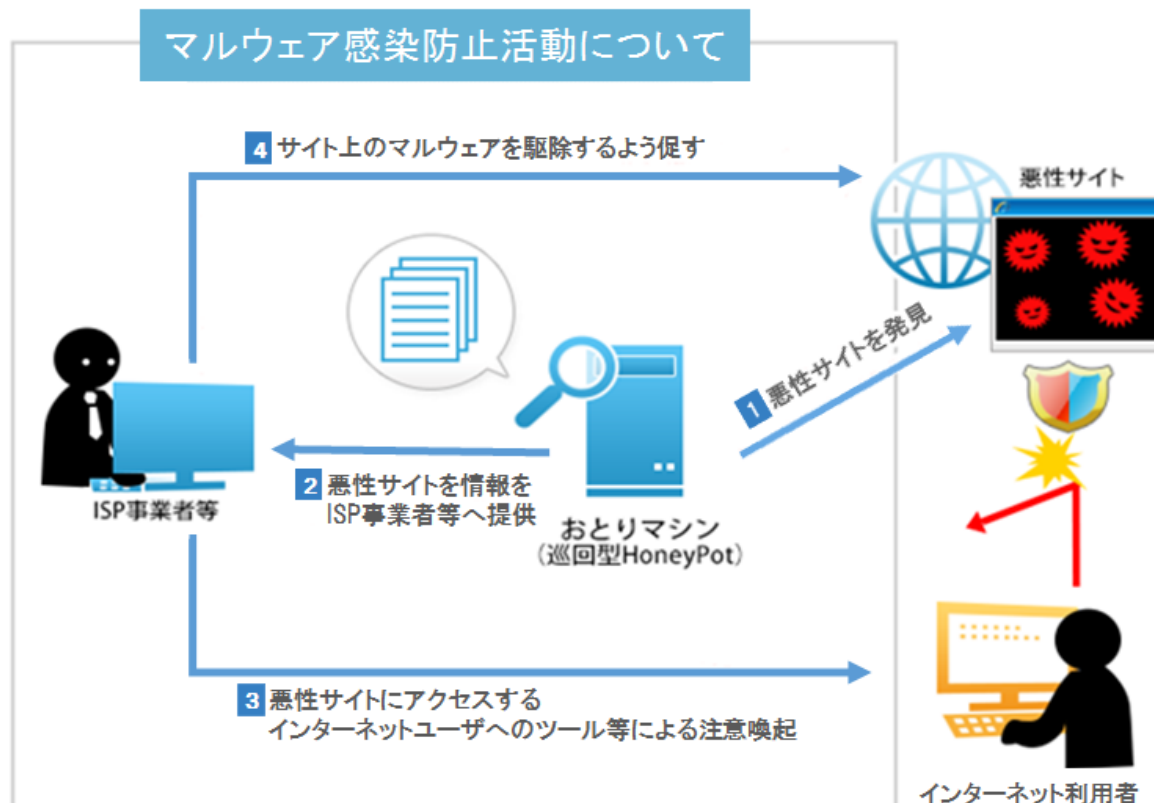 マルウェア感染防止活動について
4 サイト上のマルウェアを駆除するよう促す
悪性サイト
1 悪性サイトを発見
ISP事業者等
2 悪性サイトを情報を
ISP事業者等へ提供
おとりマシン
(巡回型HoneyPot)
3 悪性サイトにアクセスする
インターネットユーザへのツール等による注意喚起
インターネット利用者